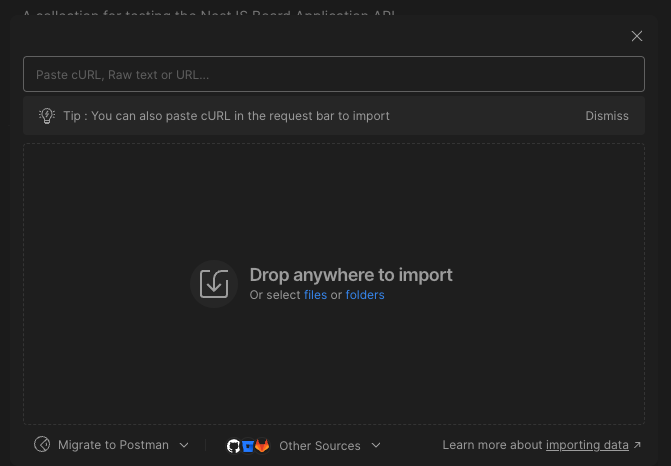 A collection for testing the Nest JS Board Application API
Paste cURL, Raw text or URL...
Tip : You can also paste cURL in the request bar to import
Dismiss
Drop anywhere to import
Or select files or folders
Migrate to Postman
Other Sources
Learn more about importing data ↗